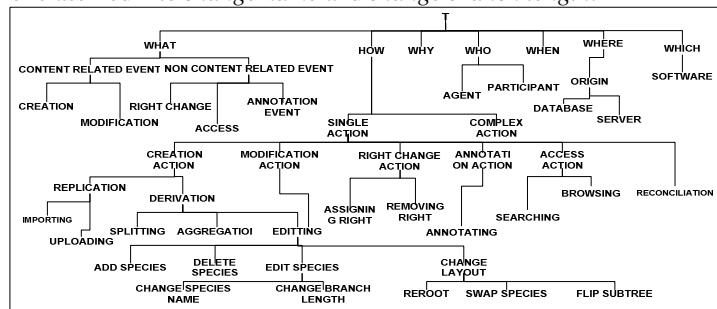 T
WHAT
HOW
WHY
WHO
WHEN
WHERE
WHICH
CONTENT RELATED EVENT
NON CONTENT RELATED EVENT
CREATION
MODIFICATION
RIGHT CHANGE
ACCESS
ANNOTATION
EVENT
AGENT
PARTICIPANT
ORIGIN
DATABASE
SERVER
SOFTWARE
SINGLE
ACTION
COMPLEX
ACTION
CREATION
ACTION
MODIFICATION
ACTION
RIGHT CHANGE
ACTION
ANNOTATI
ON ACTION
ACCESS
ACTION
RECONCILIATION
REPLICATION
DERIVATION
IMPORTING
UPLOADING
SPLITTING
AGGREGATIOI
EDITTING
ASSIGNIN
G RIGHT
REMOVING
RIGHT
ANNOTATING
SEARCHING
BROWSING
ADD SPECIES
DELETE
SPECIES
EDIT SPECIES
CHANGE
LAYOUT
CHANGE SPECIES
NAME
CHANGE BRANCH
LENGTH
REROOT
SWAP SPECIES
FLIP SUBTREE